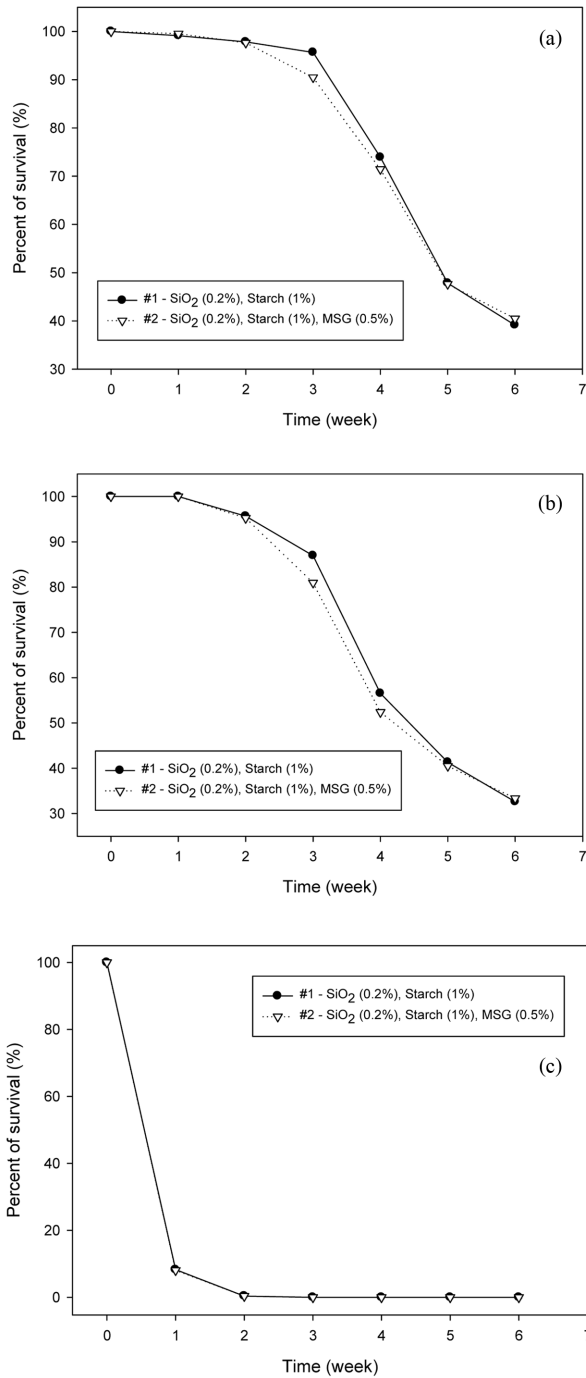 (a)
Percent of survival (%)
100
90
80
70
60
50
40
30
#1 - SiO2 (0.2%), Starch (1%)
#2 - SiO2 (0.2%), Starch (1%), MSG (0.5%)
0 1 2 3 4 5 6 7
Time (week)
(b)
Percent of survival (%)
100
90
80
70
60
50
40
30
#1 - SiO2 (0.2%), Starch (1%)
#2 - SiO2 (0.2%), Starch (1%), MSG (0.5%)
0 1 2 3 4 5 6 7
Time (week)
Percent of survival (%)
100
80
60
40
20
0
#1 - SiO2 (0.2%), Starch (1%)
#2 - SiO2 (0.2%), Starch (1%), MSG (0.5%)
(c)
0 1 2 3 4 5 6
Time (week)